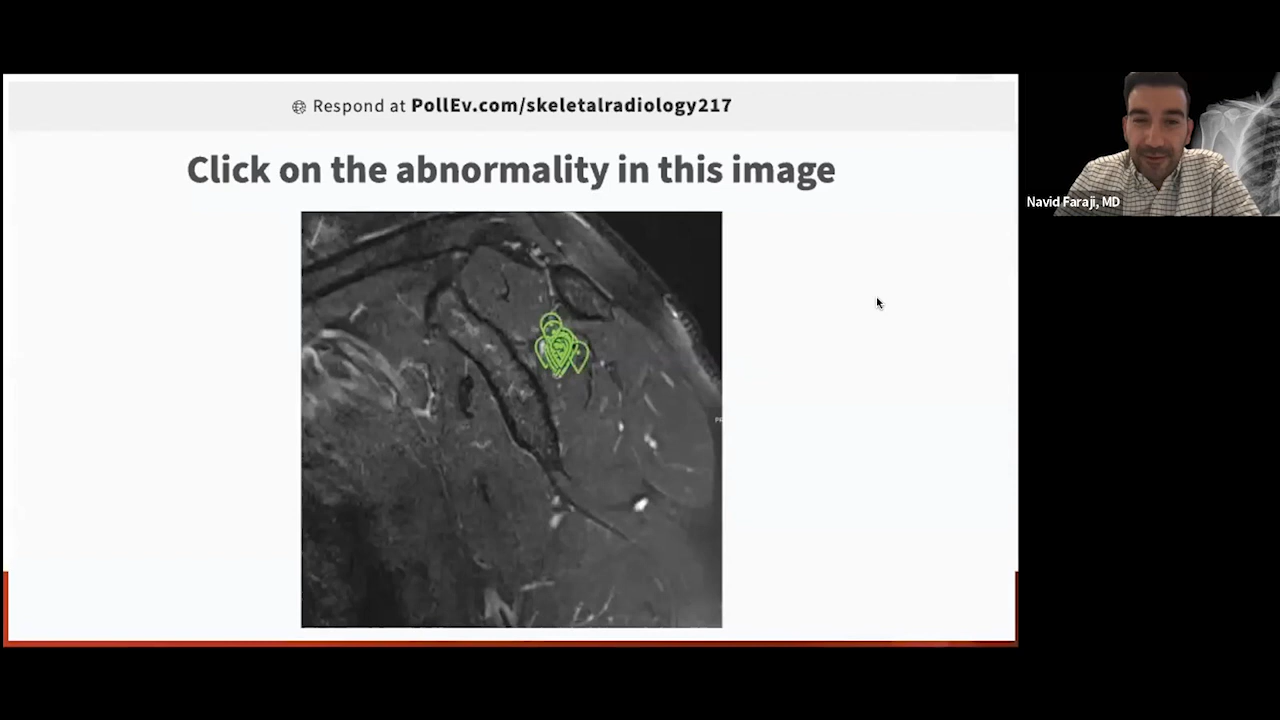 Respond at PollEv.com/skeletalradiology217
Click on the abnormality in this image
Navid Faraji, MD